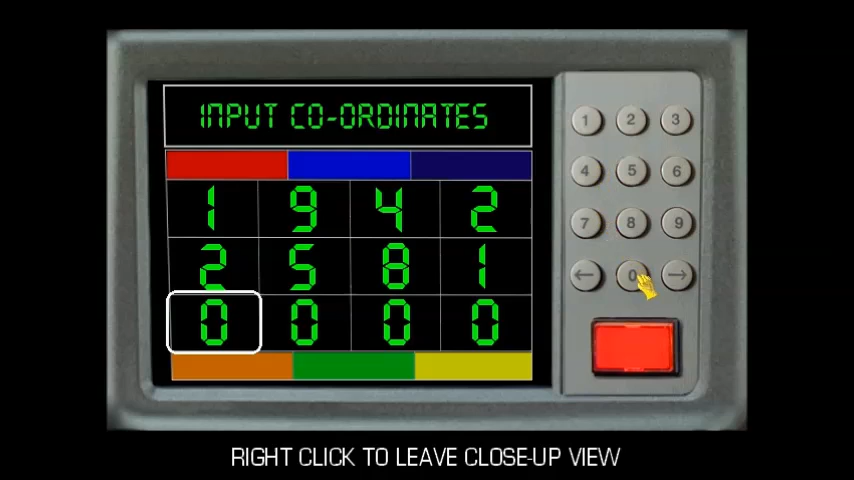 INPUT CO-ORDINATES
1 9 4 2
2 5 8 1
0 0 0 0
1 2 3
4 5 6
7 8 9
← 0 →
RIGHT CLICK TO LEAVE CLOSE-UP VIEW